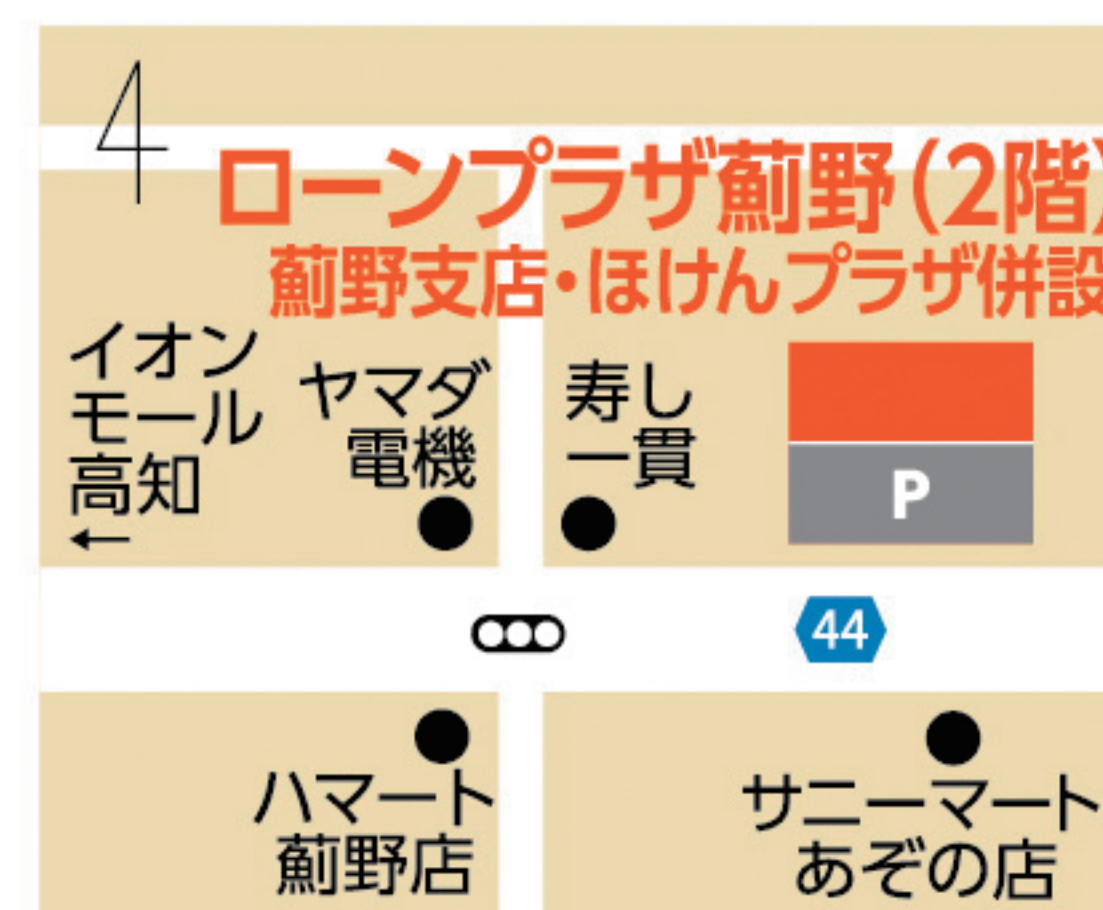 ローンプラザ薊野(2階)
薊野支店・ほけんプラザ併設
イオン
モール
高知
←
ヤマダ
電機
寿し
一貫
P
44
ハマート
薊野店
サニーマート
あぞの店